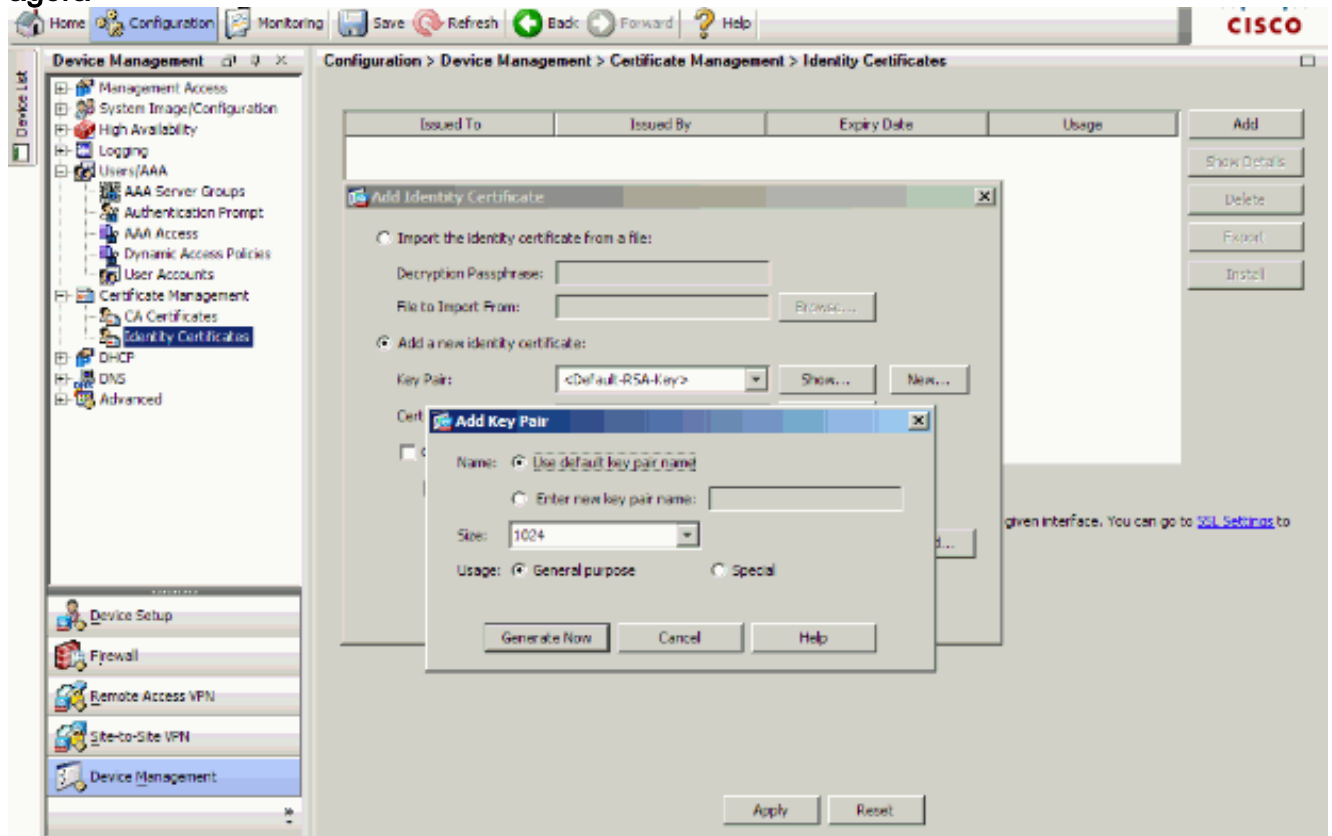 agora
Home Configuration Monitoring Save Refresh Back Forward Help
CISCO
Device List
Device Management
Management Access
System Image/Configuration
High Availability
Logging
Users/AAA
AAA Server Groups
Authentication Prompt
AAA Access
Dynamic Access Policies
User Accounts
Certificate Management
CA Certificates
Identity Certificates
DHCP
DNS
Advanced
Device Setup
Firewall
Remote Access VPN
Site-to-Site VPN
Device Management
Configuration > Device Management > Certificate Management > Identity Certificates
Issued To Issued By Expiry Date Usage
Add
Show Details
Delete
Export
Install
Add Identity Certificate
Import the identity certificate from a file:
Decryption Passphrase:
File to Import From: Browse...
Add a new identity certificate:
Key Pair: <Default-RSA-Key> Show... New...
Cert
Add Key Pair
Name: Use default key pair name
Enter new key pair name:
Size: 1024
Usage: General purpose Special
Generate Now Cancel Help
given interface. You can go to SSL Settings to
Apply Reset